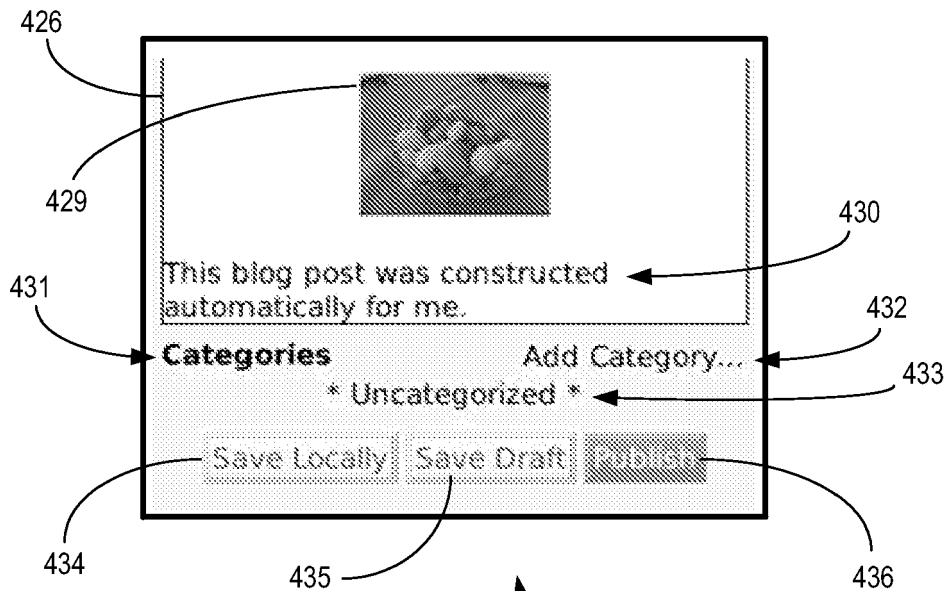 426
429
This blog post was constructed
430
automatically for me.
431
432
Categories Add Category...
* Uncategorized *
433
Save Locally Save Draft
434
435
436